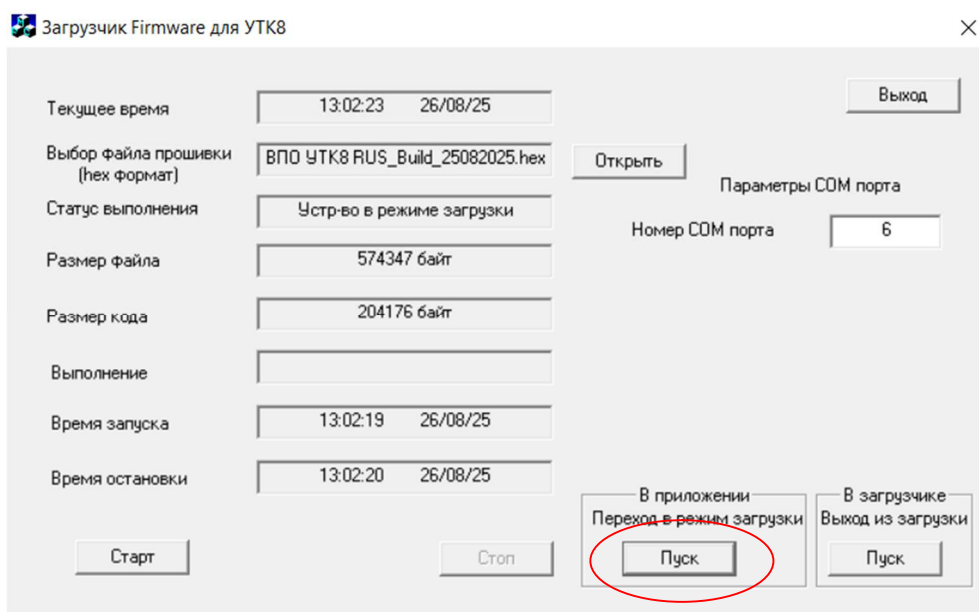 Загрузчик Firmware для УТК8
Выход
Текущее время
13:02:23 26/08/25
Выбор файла прошивки
(hex формат)
ВПО УТК8 RUS_Build_25082025.hex
Открыть
Параметры COM порта
Статус выполнения
Устр-во в режиме загрузки
Номер COM порта
6
Размер файла
574347 байт
Размер кода
204176 байт
Выполнение
Время запуска
13:02:19 26/08/25
Время остановки
13:02:20 26/08/25
В приложении
Переход в режим загрузки
Пуск
В загрузчике
Выход из загрузки
Пуск
Старт
Стоп